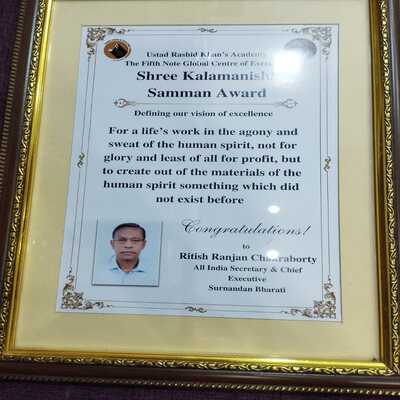 Ustad Rashid Khan's Academy
The Fifth Note Global Centre of
Shree
Samman Award
Defining our vision of excellence
For a life's work in the agony and
sweat of the human spirit, not for
glory and least of all for profit, but
to create out of the materials of the
human spirit something which did
not exist before
Congratulations!
to
Ritish Ranjan Chakraborty
All India Secretary & Chief
Executive
Surnandan Bharati